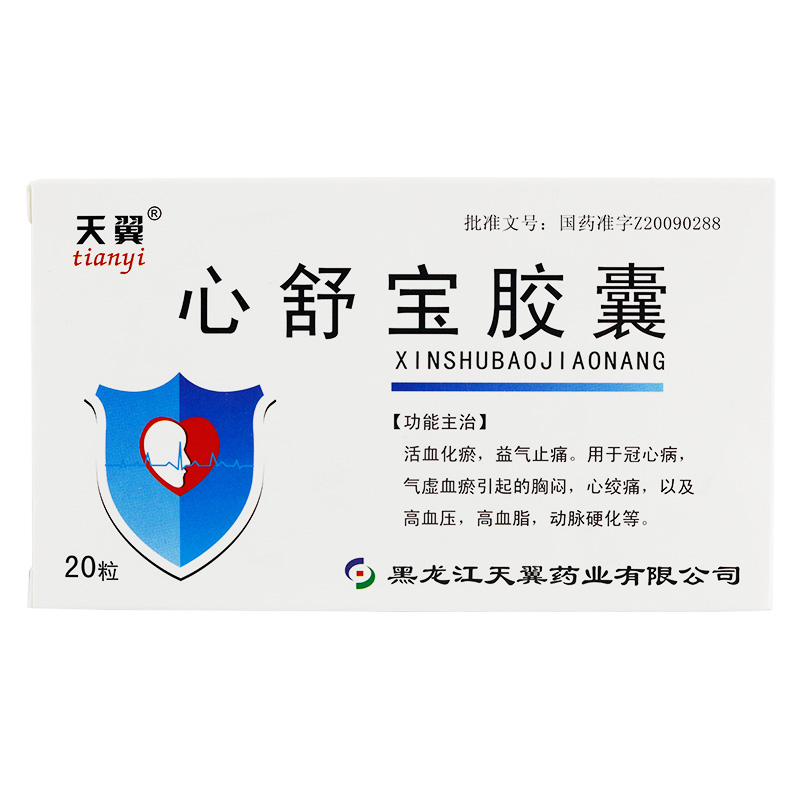 天翼®
tianyi
批准文号：国药准字Z20090288
心舒宝胶囊
XINSHUBAOJIAONANG
【功能主治】
活血化瘀，益气止痛。用于冠心病，
气虚血瘀引起的胸闷，心绞痛，以及
高血压，高血脂，动脉硬化等。
20粒
黑龙江天翼药业有限公司